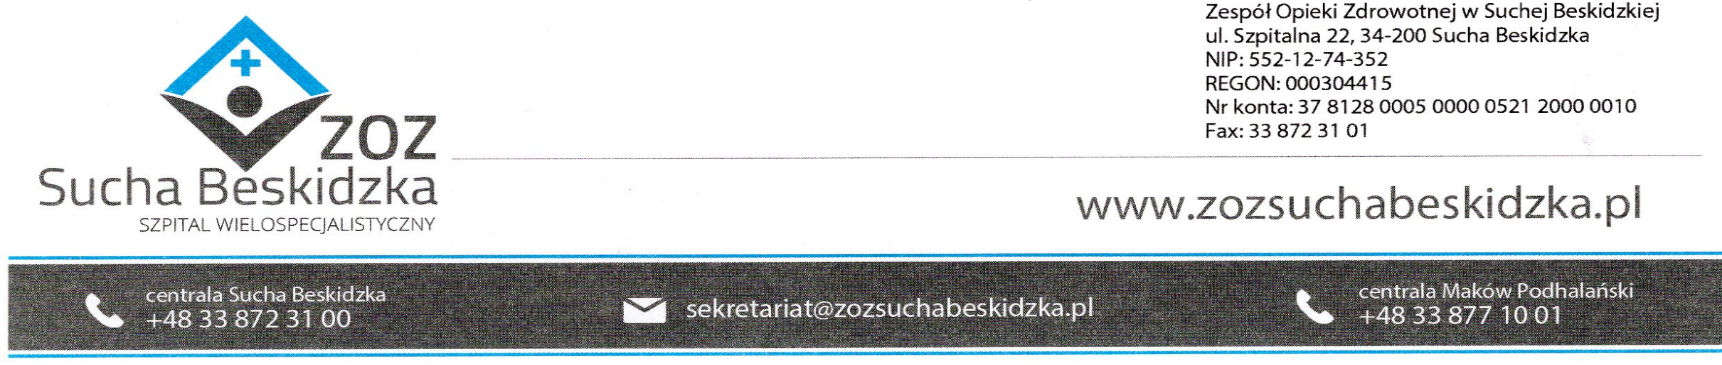 Zespół Opieki Zdrowotnej w Suchej Beskidzkiej
ul. Szpitalna 22, 34-200 Sucha Beskidzka
NIP: 552-12-74-352
REGON: 000304415
Nr konta: 37 8128 0005 0000 0521 2000 0010
Fax: 33 872 31 01
ZOZ
Sucha Beskidzka
SZPITAL WIELOSPECJALISTYCZNY
www.zozsuchabeskidzka.pl
centrala Sucha Beskidzka
+48 33 872 31 00
sekretariat@zozsuchabeskidzka.pl
centrala Maków Podhalański
+48 33 877 10 01